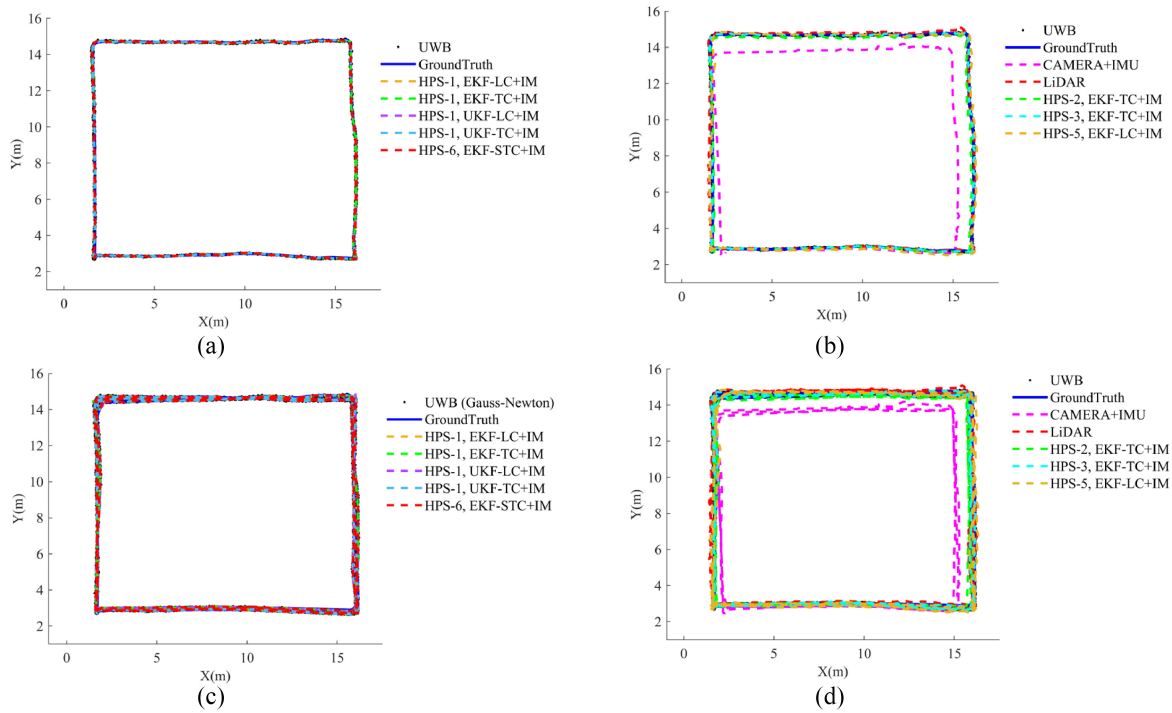 16
14
12
10
8
6
4
2
Y(m)
0
5
10
15
X(m)
UWB
GroundTruth
HPS-1, EKF-LC+IM
HPS-1, EKF-TC+IM
HPS-1, UKF-LC+IM
HPS-1, UKF-TC+IM
HPS-6, EKF-STC+IM
(a)
16
14
12
10
8
6
4
2
Y(m)
0
5
10
15
X(m)
UWB
GroundTruth
CAMERA+IMU
LiDAR
HPS-2, EKF-TC+IM
HPS-3, EKF-TC+IM
HPS-5, EKF-LC+IM
(b)
16
14
12
10
8
6
4
2
Y(m)
0
5
10
15
X(m)
UWB (Gauss-Newton)
GroundTruth
HPS-1, EKF-LC+IM
HPS-1, EKF-TC+IM
HPS-1, UKF-LC+IM
HPS-1, UKF-TC+IM
HPS-6, EKF-STC+IM
(c)
16
14
12
10
8
6
4
2
Y(m)
0
5
10
15
X(m)
UWB
GroundTruth
CAMERA+IMU
LiDAR
HPS-2, EKF-TC+IM
HPS-3, EKF-TC+IM
HPS-5, EKF-LC+IM
(d)